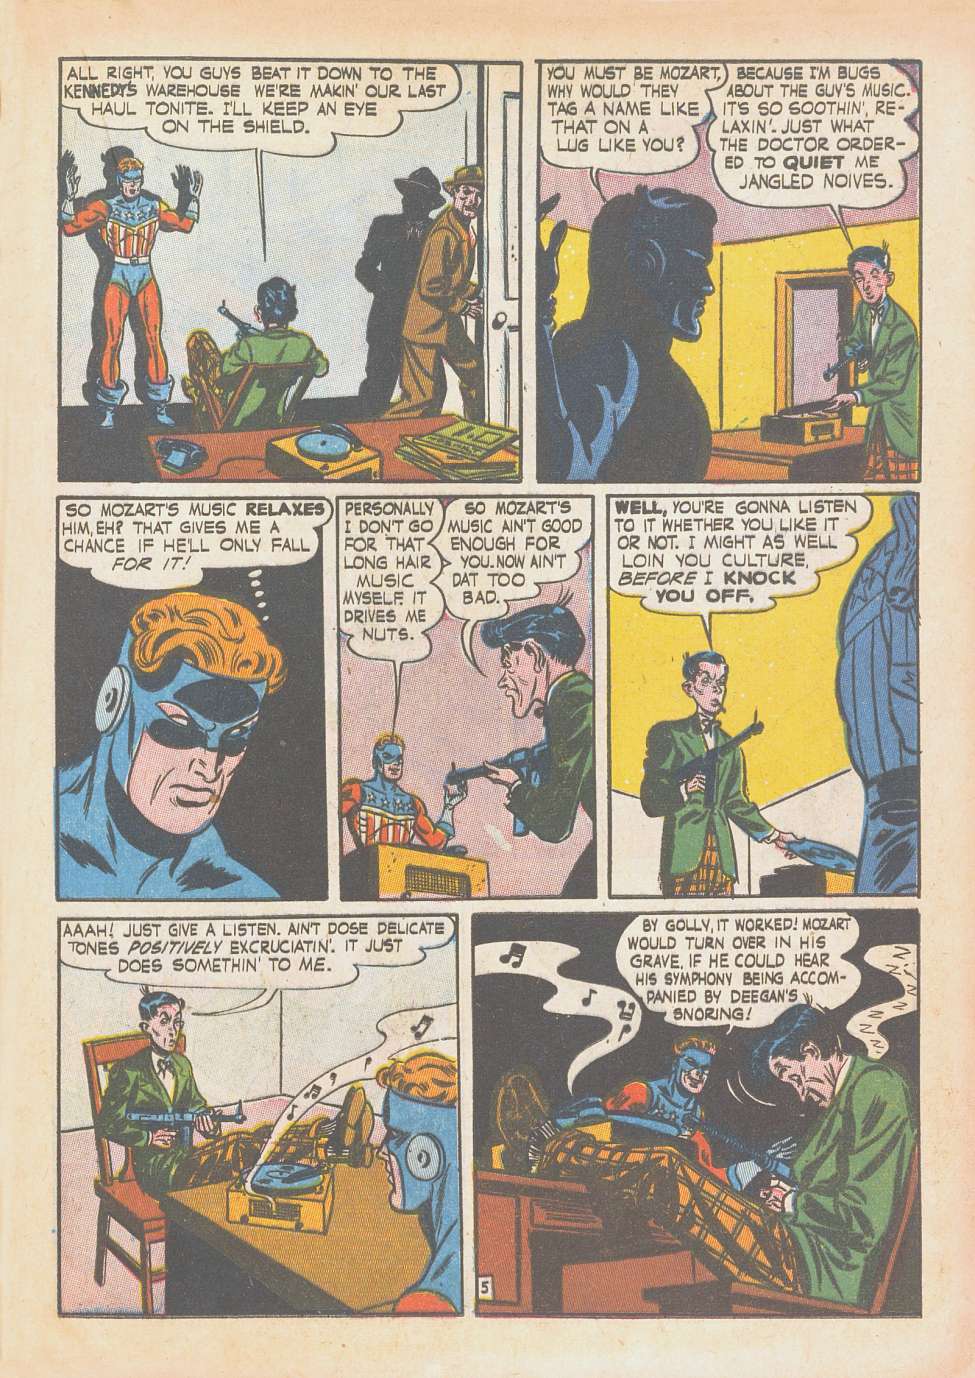 ALL RIGHT, YOU GUYS BEAT IT DOWN TO THE
KENNEDY'S WAREHOUSE WE'RE MAKIN' OUR LAST
HAUL TONITE. I'LL KEEP AN EYE
ON THE SHIELD.
YOU MUST BE MOZART,
WHY WOULD THEY
TAG A NAME LIKE
THAT ON A
LUG LIKE YOU?
BECAUSE I'M BUGS
ABOUT THE GUY'S MUSIC.
IT'S SO SOOTHIN', RE-
LAXIN'. JUST WHAT
THE DOCTOR ORDER-
ED TO QUIET ME
JANGLED NOIVES.
SO MOZART'S MUSIC RELAXES
HIM, EH? THAT GIVES ME A
CHANCE IF HE'LL ONLY FALL
FOR IT!
PERSONALLY
I DON'T GO
FOR THAT
LONG HAIR
MUSIC
MYSELF. IT
DRIVES ME
NUTS.
SO MOZART'S
MUSIC AIN'T GOOD
ENOUGH FOR
YOU. NOW AIN'T
DAT TOO
BAD.
WELL, YOU'RE GONNA LISTEN
TO IT WHETHER YOU LIKE IT
OR NOT. I MIGHT AS WELL
LOIN YOU CULTURE,
BEFORE I KNOCK
YOU OFF.
AAAH! JUST GIVE A LISTEN. AIN'T DOSE DELICATE
TONES POSITIVELY EXCRUCIATIN'. IT JUST
DOES SOMETHIN' TO ME.
BY GOLLY, IT WORKED! MOZART
WOULD TURN OVER IN HIS
GRAVE, IF HE COULD HEAR
HIS SYMPHONY BEING ACCOM-
PANIED BY DEEGAN'S
SNORING!
Z
Z
Z
Z
Z
Z
5